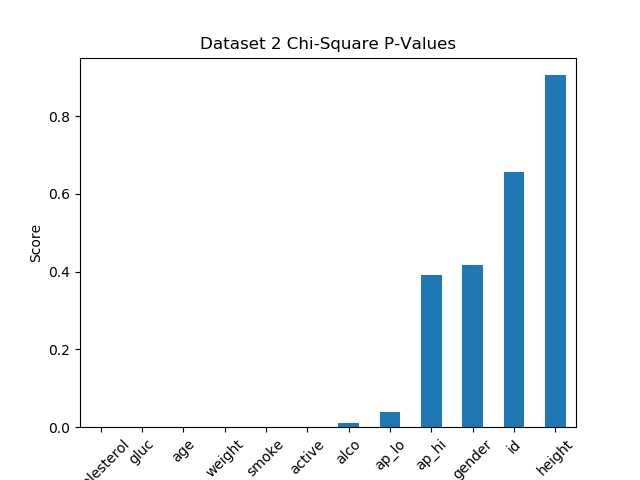 Dataset 2 Chi-Square P-Values
Score
0.8
0.6
0.4
0.2
0.0
gluc
age
weight
smoke
active
alco
ap_lo
ap_hi
gender
id
height